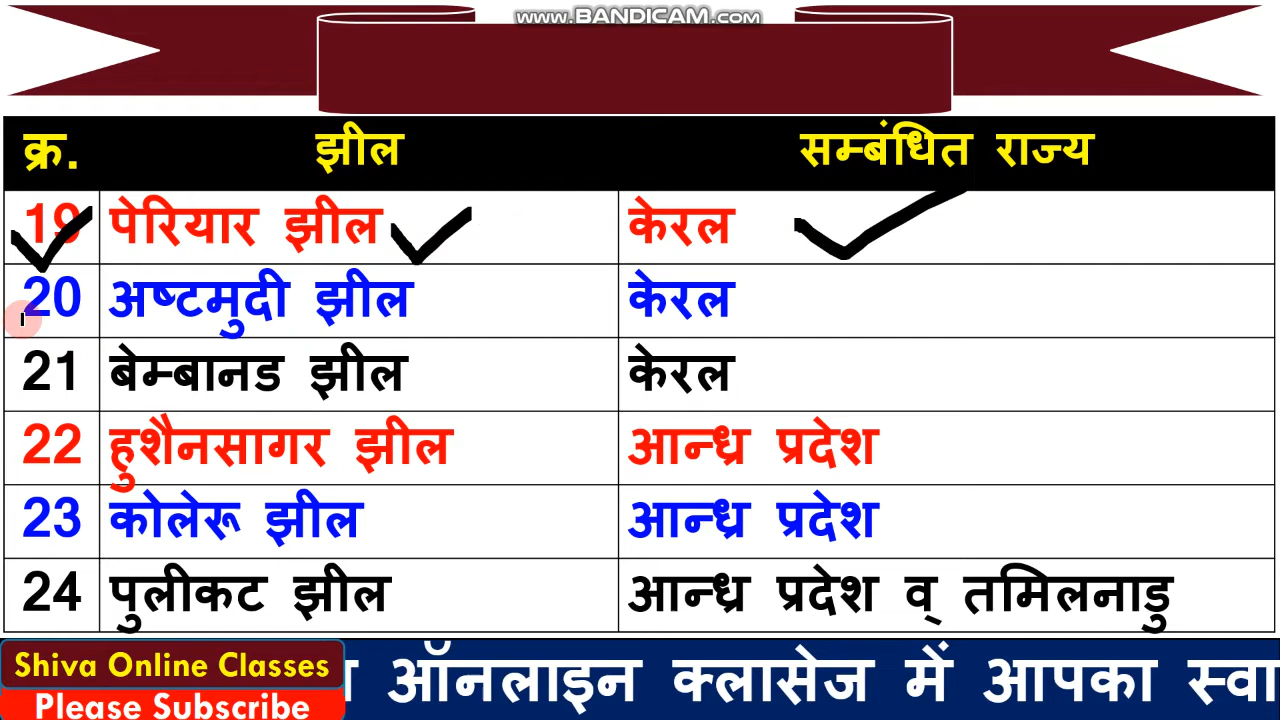 www.BANDICAM.com
क्र. झील सम्बंधित राज्य
19 पेरियार झील केरल
20 अष्टमुदी झील केरल
21 बेम्बानड झील केरल
22 हुशैनसागर झील आन्ध्र प्रदेश
23 कोलेरू झील आन्ध्र प्रदेश
24 पुलीकट झील आन्ध्र प्रदेश व् तमिलनाडु
Shiva Online Classes
Please Subscribe
ऑनलाइन क्लासेज में आपका स्वा